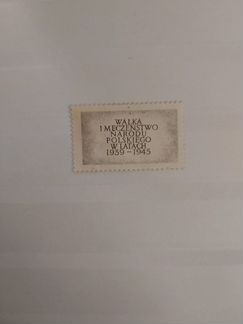 WALKA
I MĘCZEŃSTWO
NARODU
POLSKIEGO
W LATACH
1939-1945